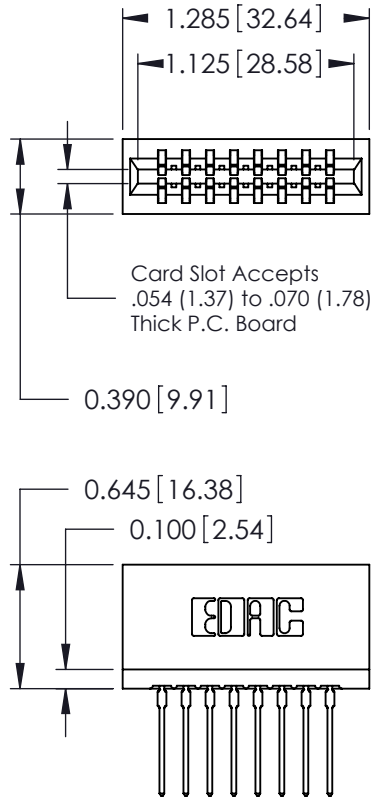 1.285 [32.64]
1.125 [28.58]
Card Slot Accepts
.054 (1.37) to .070 (1.78)
Thick P.C. Board
0.390 [9.91]
0.645 [16.38]
0.100 [2.54]
EDAC